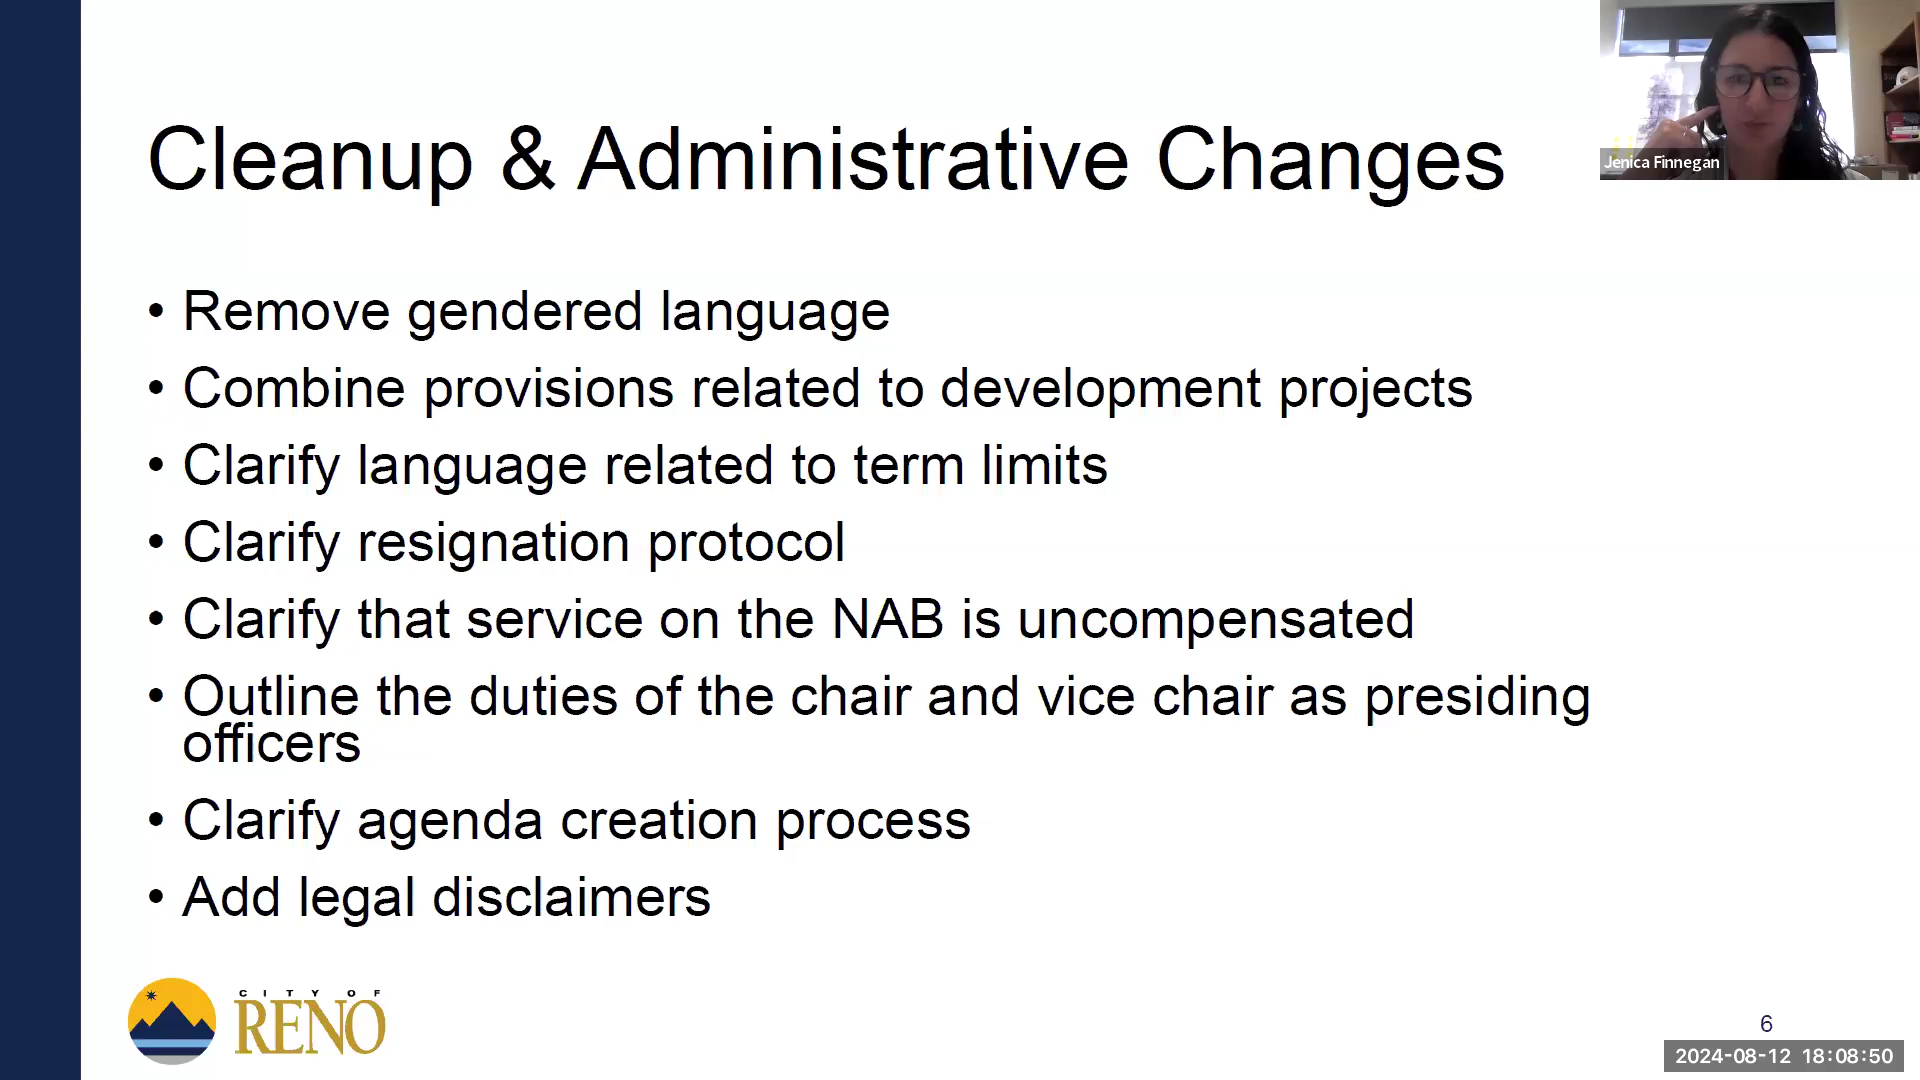 Cleanup & Administrative Changes
Jenica Finnegan
• Remove gendered language
• Combine provisions related to development projects
• Clarify language related to term limits
• Clarify resignation protocol
• Clarify that service on the NAB is uncompensated
• Outline the duties of the chair and vice chair as presiding
officers
• Clarify agenda creation process
• Add legal disclaimers
CITY OF
RENO
6
2024-08-12 18:08:50